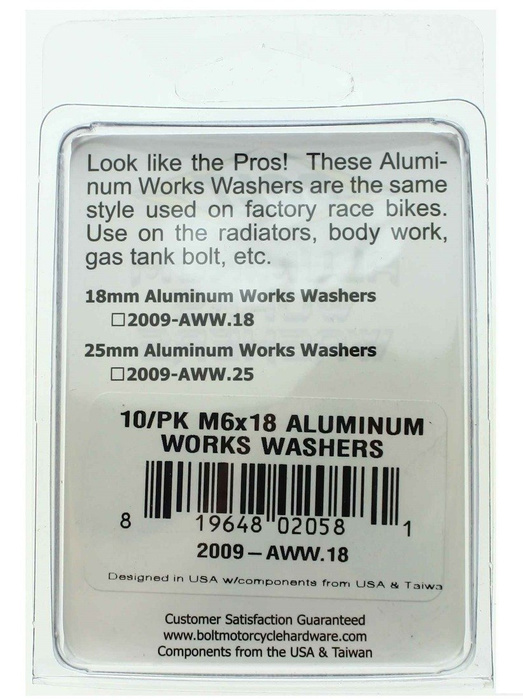 Look like the Pros! These Alumi-
num Works Washers are the same
style used on factory race bikes.
Use on the radiators, body work,
gas tank bolt, etc.
18mm Aluminum Works Washers
☐2009-AWW.18
25mm Aluminum Works Washers
☐2009-AWW.25
10/PK M6x18 ALUMINUM
WORKS WASHERS
8 19648 02058 1
2009-AWW.18
Designed in USA w/components from USA & Taiwa
Customer Satisfaction Guaranteed
www.boltmotorcyclehardware.com
Components from the USA & Taiwan